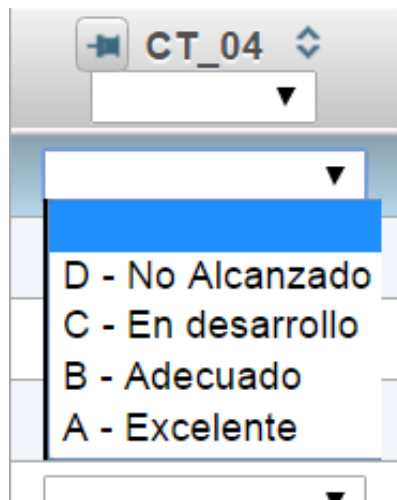 CT_04
D - No Alcanzado
C - En desarrollo
B - Adecuado
A - Excelente